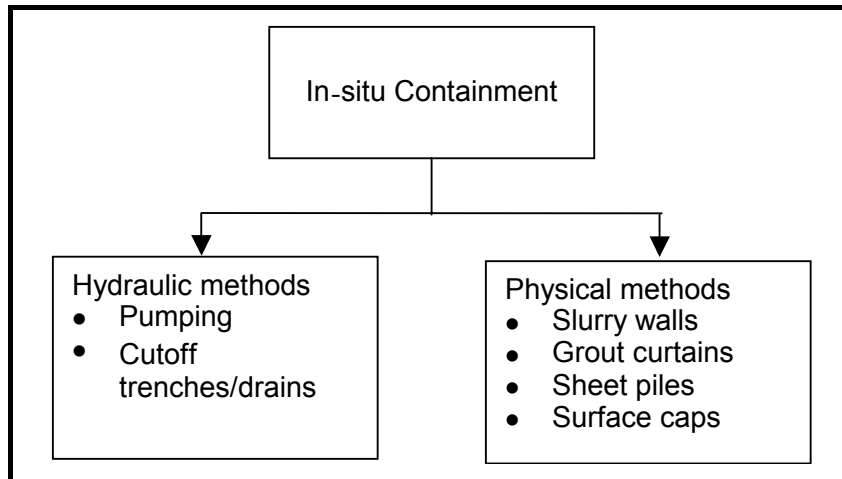 In-situ Containment
Hydraulic methods
● Pumping
● Cutoff
trenches/drains
Physical methods
● Slurry walls
● Grout curtains
● Sheet piles
● Surface caps